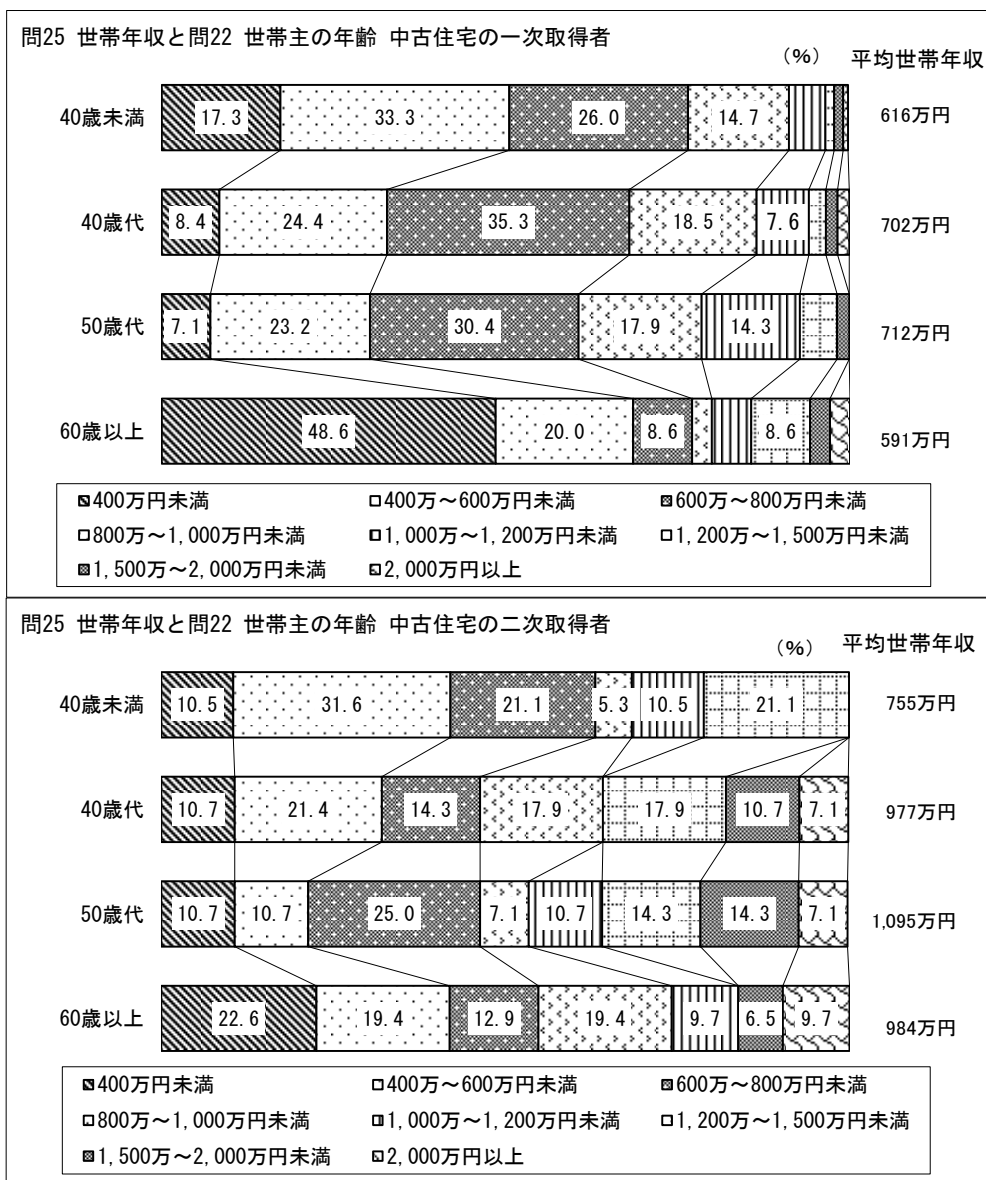 問25 世帯年収と問22 世帯主の年齢 中古住宅の一次取得者
(%) 平均世帯年収
40歳未満 17.3 33.3 26.0 14.7 616万円
40歳代 8.4 24.4 35.3 18.5 7.6 702万円
50歳代 7.1 23.2 30.4 17.9 14.3 712万円
60歳以上 48.6 20.0 8.6 8.6 591万円
400万円未満 400万～600万円未満 600万～800万円未満
800万～1,000万円未満 1,000万～1,200万円未満 1,200万～1,500万円未満
1,500万～2,000万円未満 2,000万円以上
問25 世帯年収と問22 世帯主の年齢 中古住宅の二次取得者
(%) 平均世帯年収
40歳未満 10.5 31.6 21.1 5.3 10.5 21.1 755万円
40歳代 10.7 21.4 14.3 17.9 17.9 10.7 7.1 977万円
50歳代 10.7 10.7 25.0 7.1 10.7 14.3 14.3 7.1 1,095万円
60歳以上 22.6 19.4 12.9 19.4 9.7 6.5 9.7 984万円
400万円未満 400万～600万円未満 600万～800万円未満
800万～1,000万円未満 1,000万～1,200万円未満 1,200万～1,500万円未満
1,500万～2,000万円未満 2,000万円以上